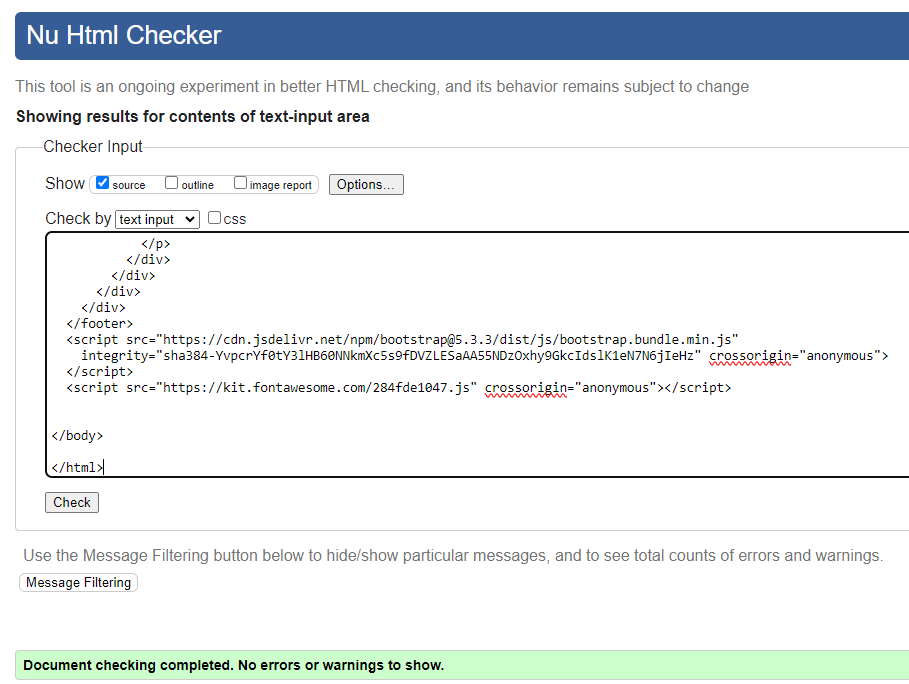 Nu Html Checker
This tool is an ongoing experiment in better HTML checking, and its behavior remains subject to change
Showing results for contents of text-input area
Checker Input
Show source outline image report Options...
Check by text input css
</p>
</div>
</div>
</div>
</div>
</footer>
<script src="https://cdn.jsdelivr.net/npm/bootstrap@5.3.3/dist/js/bootstrap.bundle.min.js"
integrity="sha384-YvpcrYf0tY3lHB60NNkmXc5s9fDVZLESaAA55NDzOxhy9GkcIdslK1eN7N6jIeHz" crossorigin="anonymous">
</script>
<script src="https://kit.fontawesome.com/284fde1047.js" crossorigin="anonymous"></script>
</body>
</html>
Check
Use the Message Filtering button below to hide/show particular messages, and to see total counts of errors and warnings.
Message Filtering
Document checking completed. No errors or warnings to show.